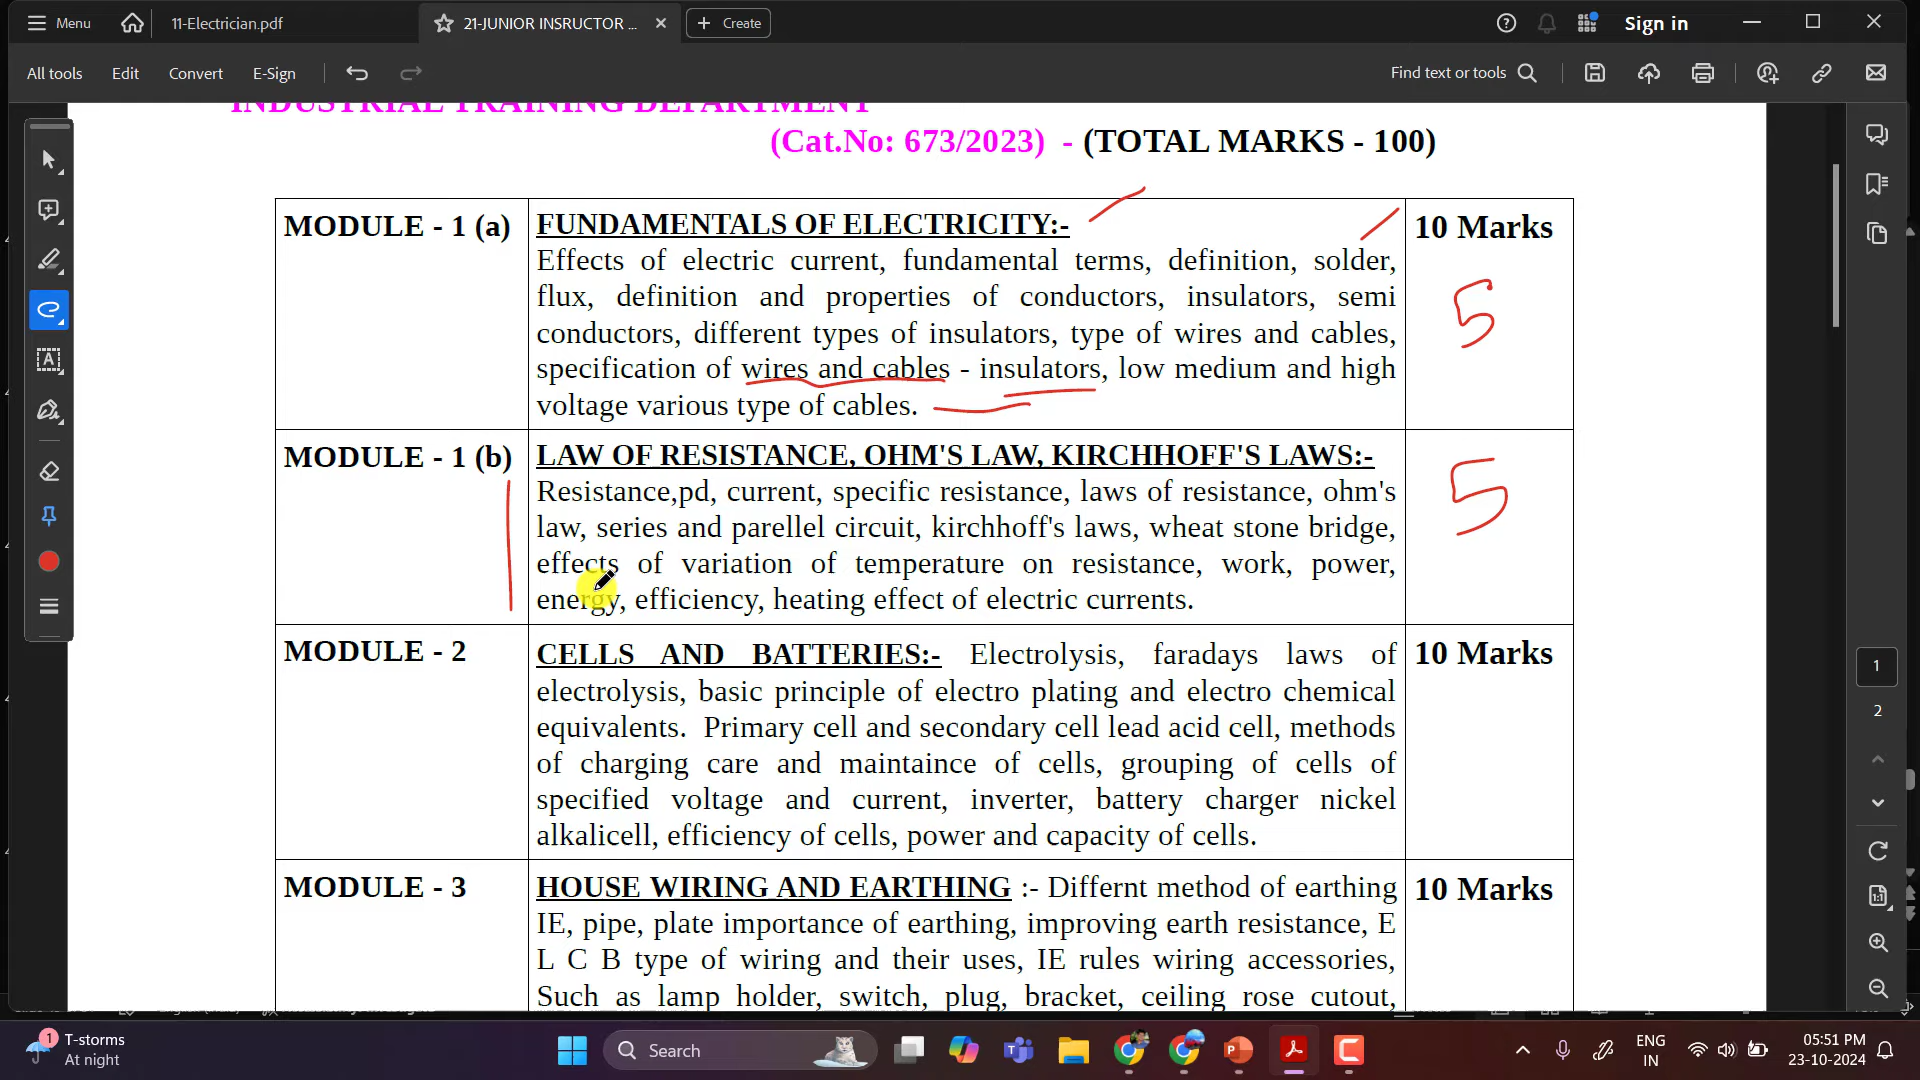 Menu
11-Electrician.pdf
21-JUNIOR INSRUCTOR ...
Create
Sign in
All tools
Edit
Convert
E-Sign
Find text or tools
INDUSTRIAL TRAINING DEPARTMENT
(Cat.No: 673/2023) - (TOTAL MARKS - 100)
MODULE - 1 (a)
FUNDAMENTALS OF ELECTRICITY:-
Effects of electric current, fundamental terms, definition, solder,
flux, definition and properties of conductors, insulators, semi
conductors, different types of insulators, type of wires and cables,
specification of wires and cables - insulators, low medium and high
voltage various type of cables.
10 Marks
5
MODULE - 1 (b)
LAW OF RESISTANCE, OHM'S LAW, KIRCHHOFF'S LAWS:-
Resistance,pd, current, specific resistance, laws of resistance, ohm's
law, series and parellel circuit, kirchhoff's laws, wheat stone bridge,
effects of variation of temperature on resistance, work, power,
energy, efficiency, heating effect of electric currents.
5
MODULE - 2
CELLS AND BATTERIES:- Electrolysis, faradays laws of
electrolysis, basic principle of electro plating and electro chemical
equivalents. Primary cell and secondary cell lead acid cell, methods
of charging care and maintaince of cells, grouping of cells of
specified voltage and current, inverter, battery charger nickel
alkalicell, efficiency of cells, power and capacity of cells.
10 Marks
MODULE - 3
HOUSE WIRING AND EARTHING :- Differnt method of earthing
IE, pipe, plate importance of earthing, improving earth resistance, E
L C B type of wiring and their uses, IE rules wiring accessories,
Such as lamp holder, switch, plug, bracket, ceiling rose cutout,
10 Marks
1
2
1
T-storms
At night
Search
ENG
IN
05:51 PM
23-10-2024